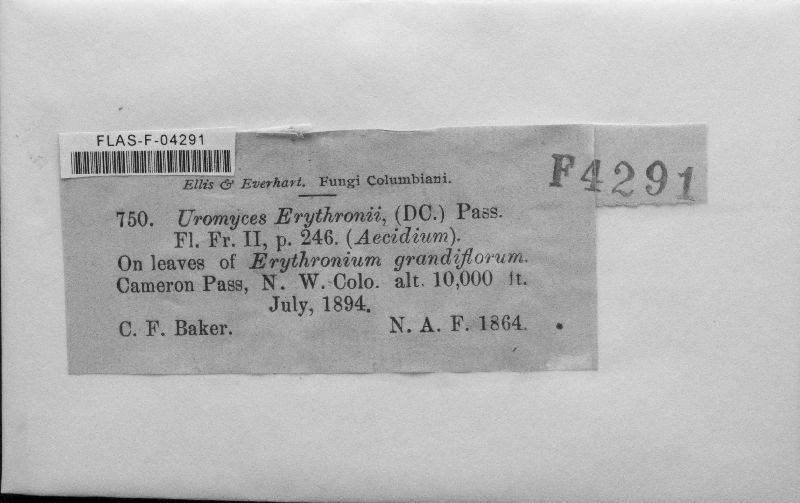 FLAS-F-04291
F4291
Ellis & Everhart. Fungi Columbiani.
750. Uromyces Erythronii, (DC.) Pass.
Fl. Fr. II, p. 246. (Aecidium).
On leaves of Erythronium grandiflorum.
Cameron Pass, N. W. Colo. alt. 10,000 ft.
July, 1894.
C. F. Baker. N. A. F. 1864.